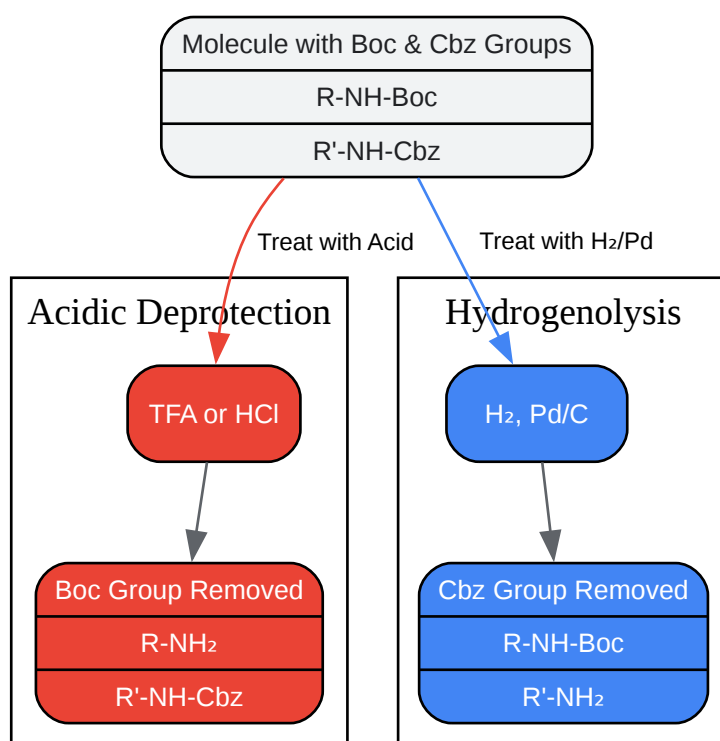 Molecule with Boc & Cbz Groups
R-NH-Boc
R'-NH-Cbz
Treat with Acid
Treat with H₂/Pd
Acidic Deprotection
TFA or HCl
Boc Group Removed
R-NH₂
R'-NH-Cbz
Hydrogenolysis
H₂, Pd/C
Cbz Group Removed
R-NH-Boc
R'-NH₂